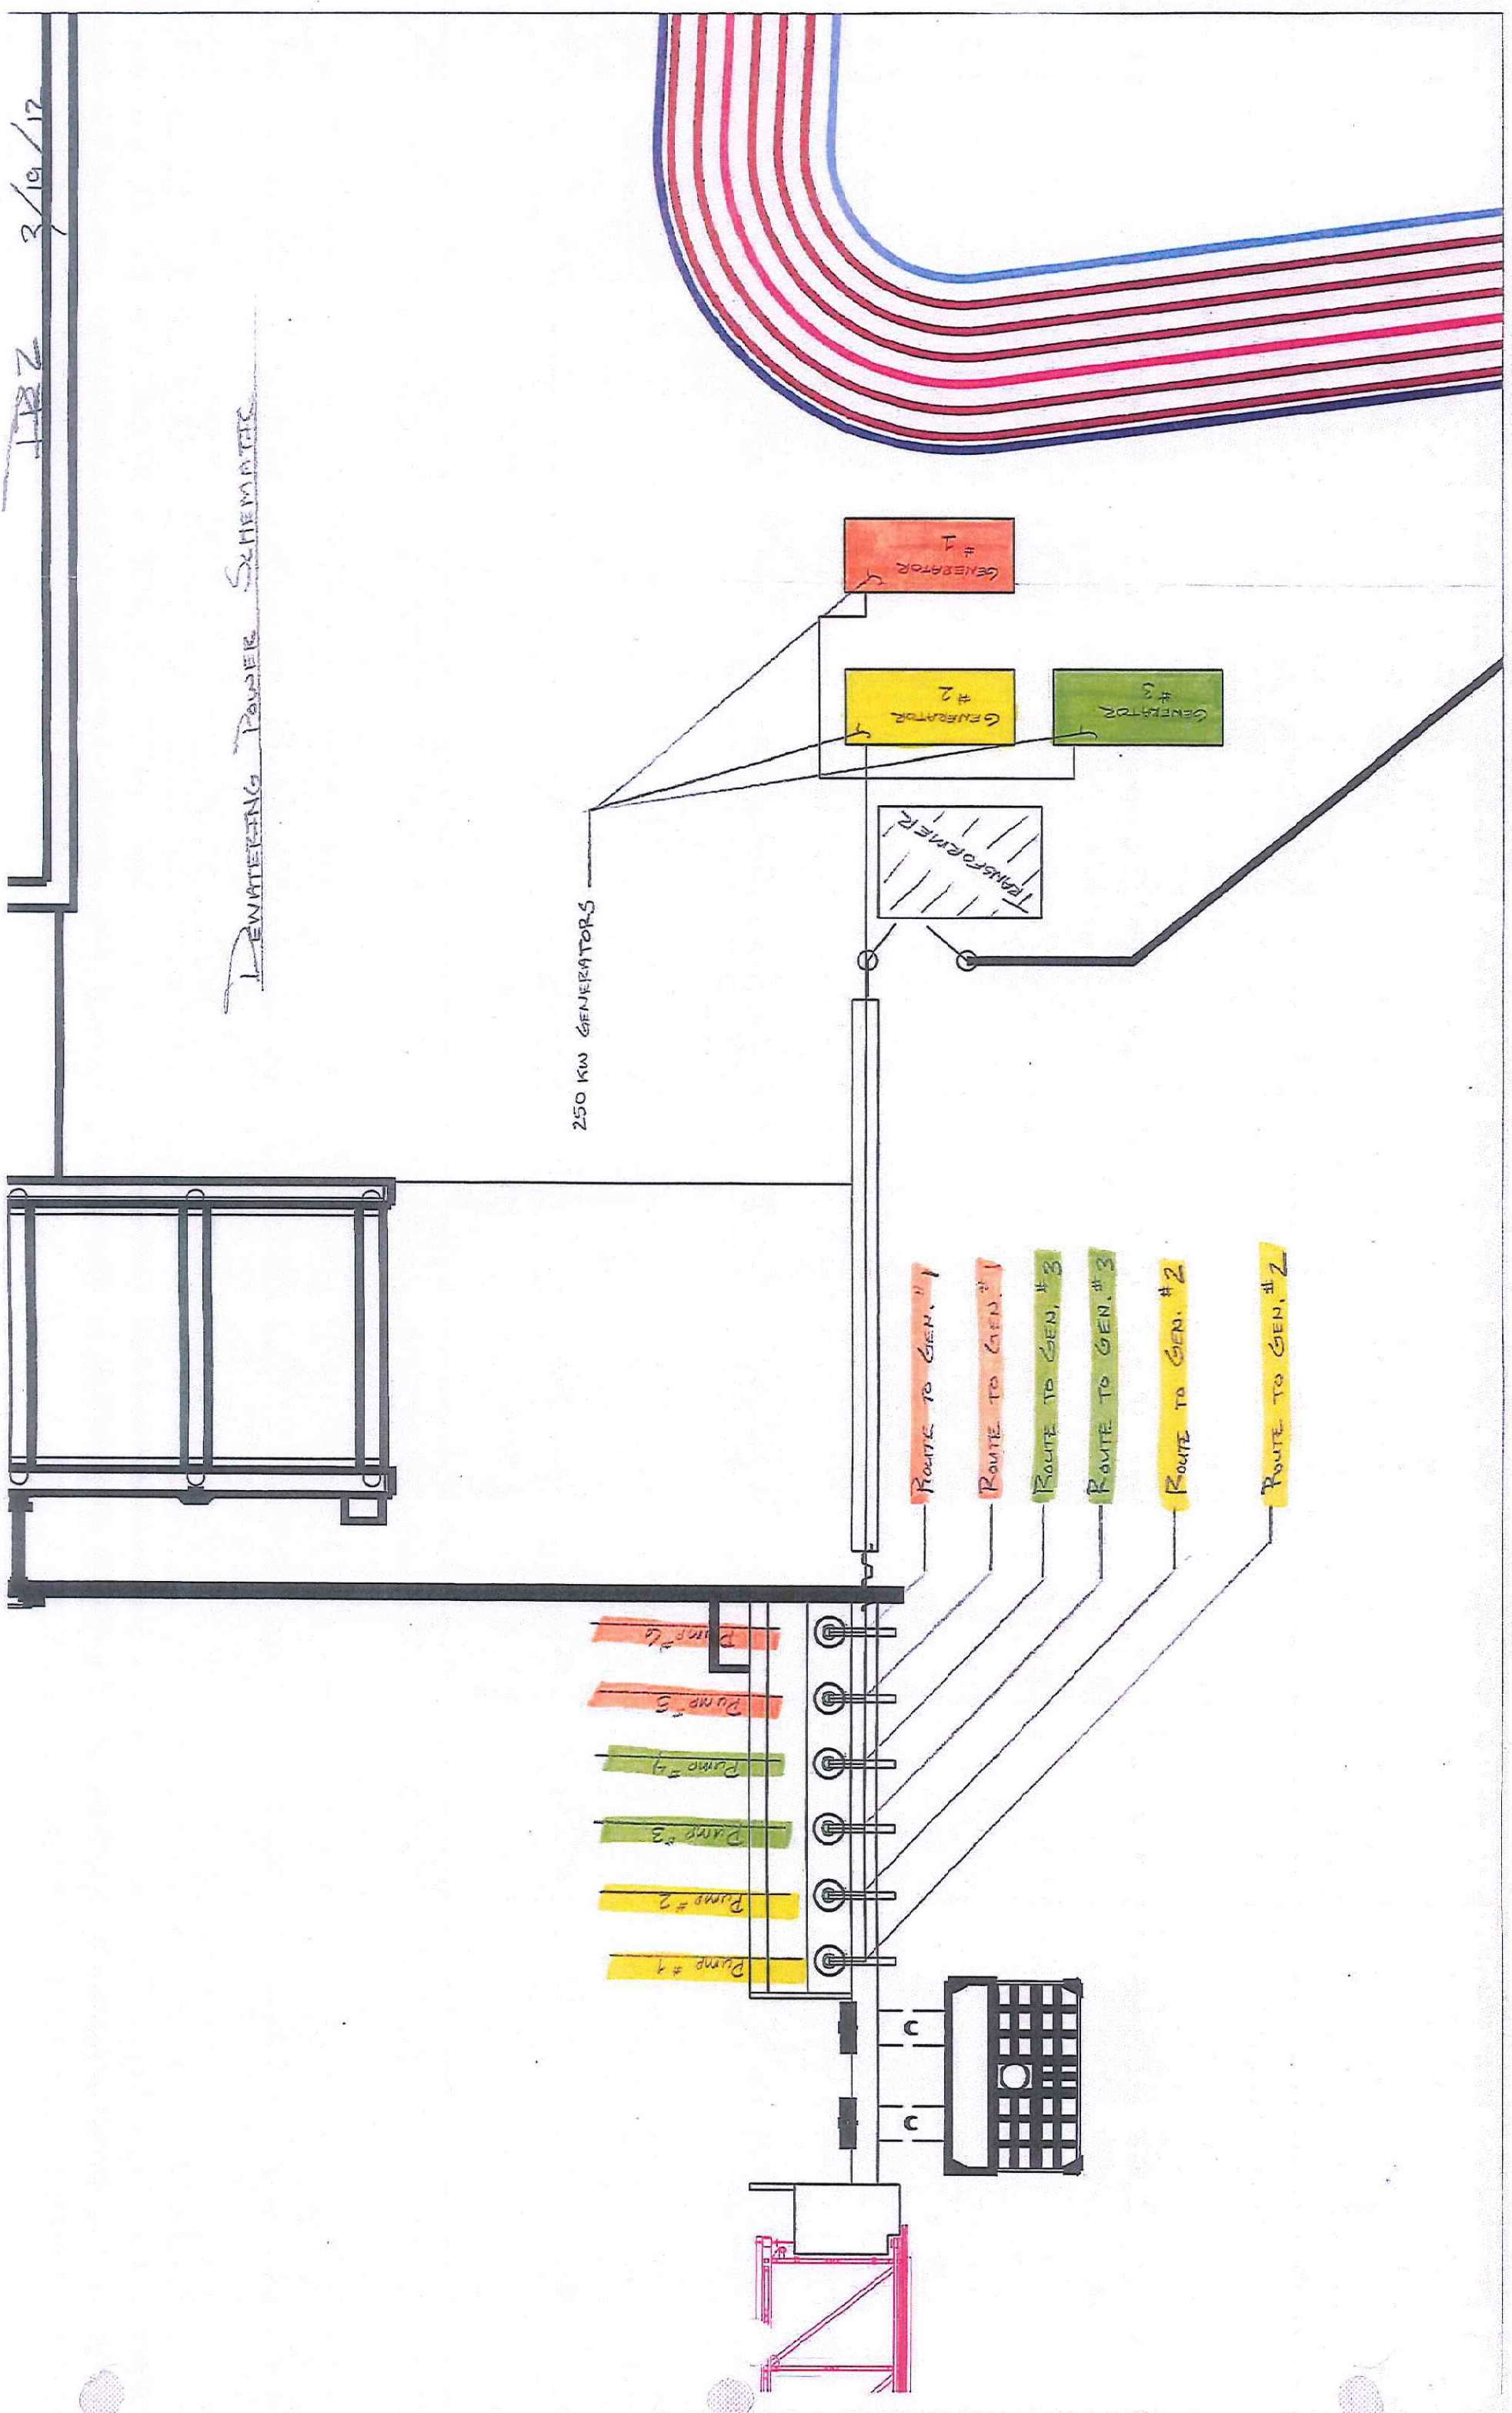 3/19/12
DEWATERING POWER SCHEMATIC
GENERATOR
#1
GENERATOR
#2
GENERATOR
#3
TRANSFORMER
250 KW GENERATORS
ROUTE TO GEN. #1
ROUTE TO GEN. #1
ROUTE TO GEN. #3
ROUTE TO GEN. #3
ROUTE TO GEN. #2
ROUTE TO GEN. #2
PUMP #6
PUMP #5
PUMP #4
PUMP #3
PUMP #2
PUMP #1